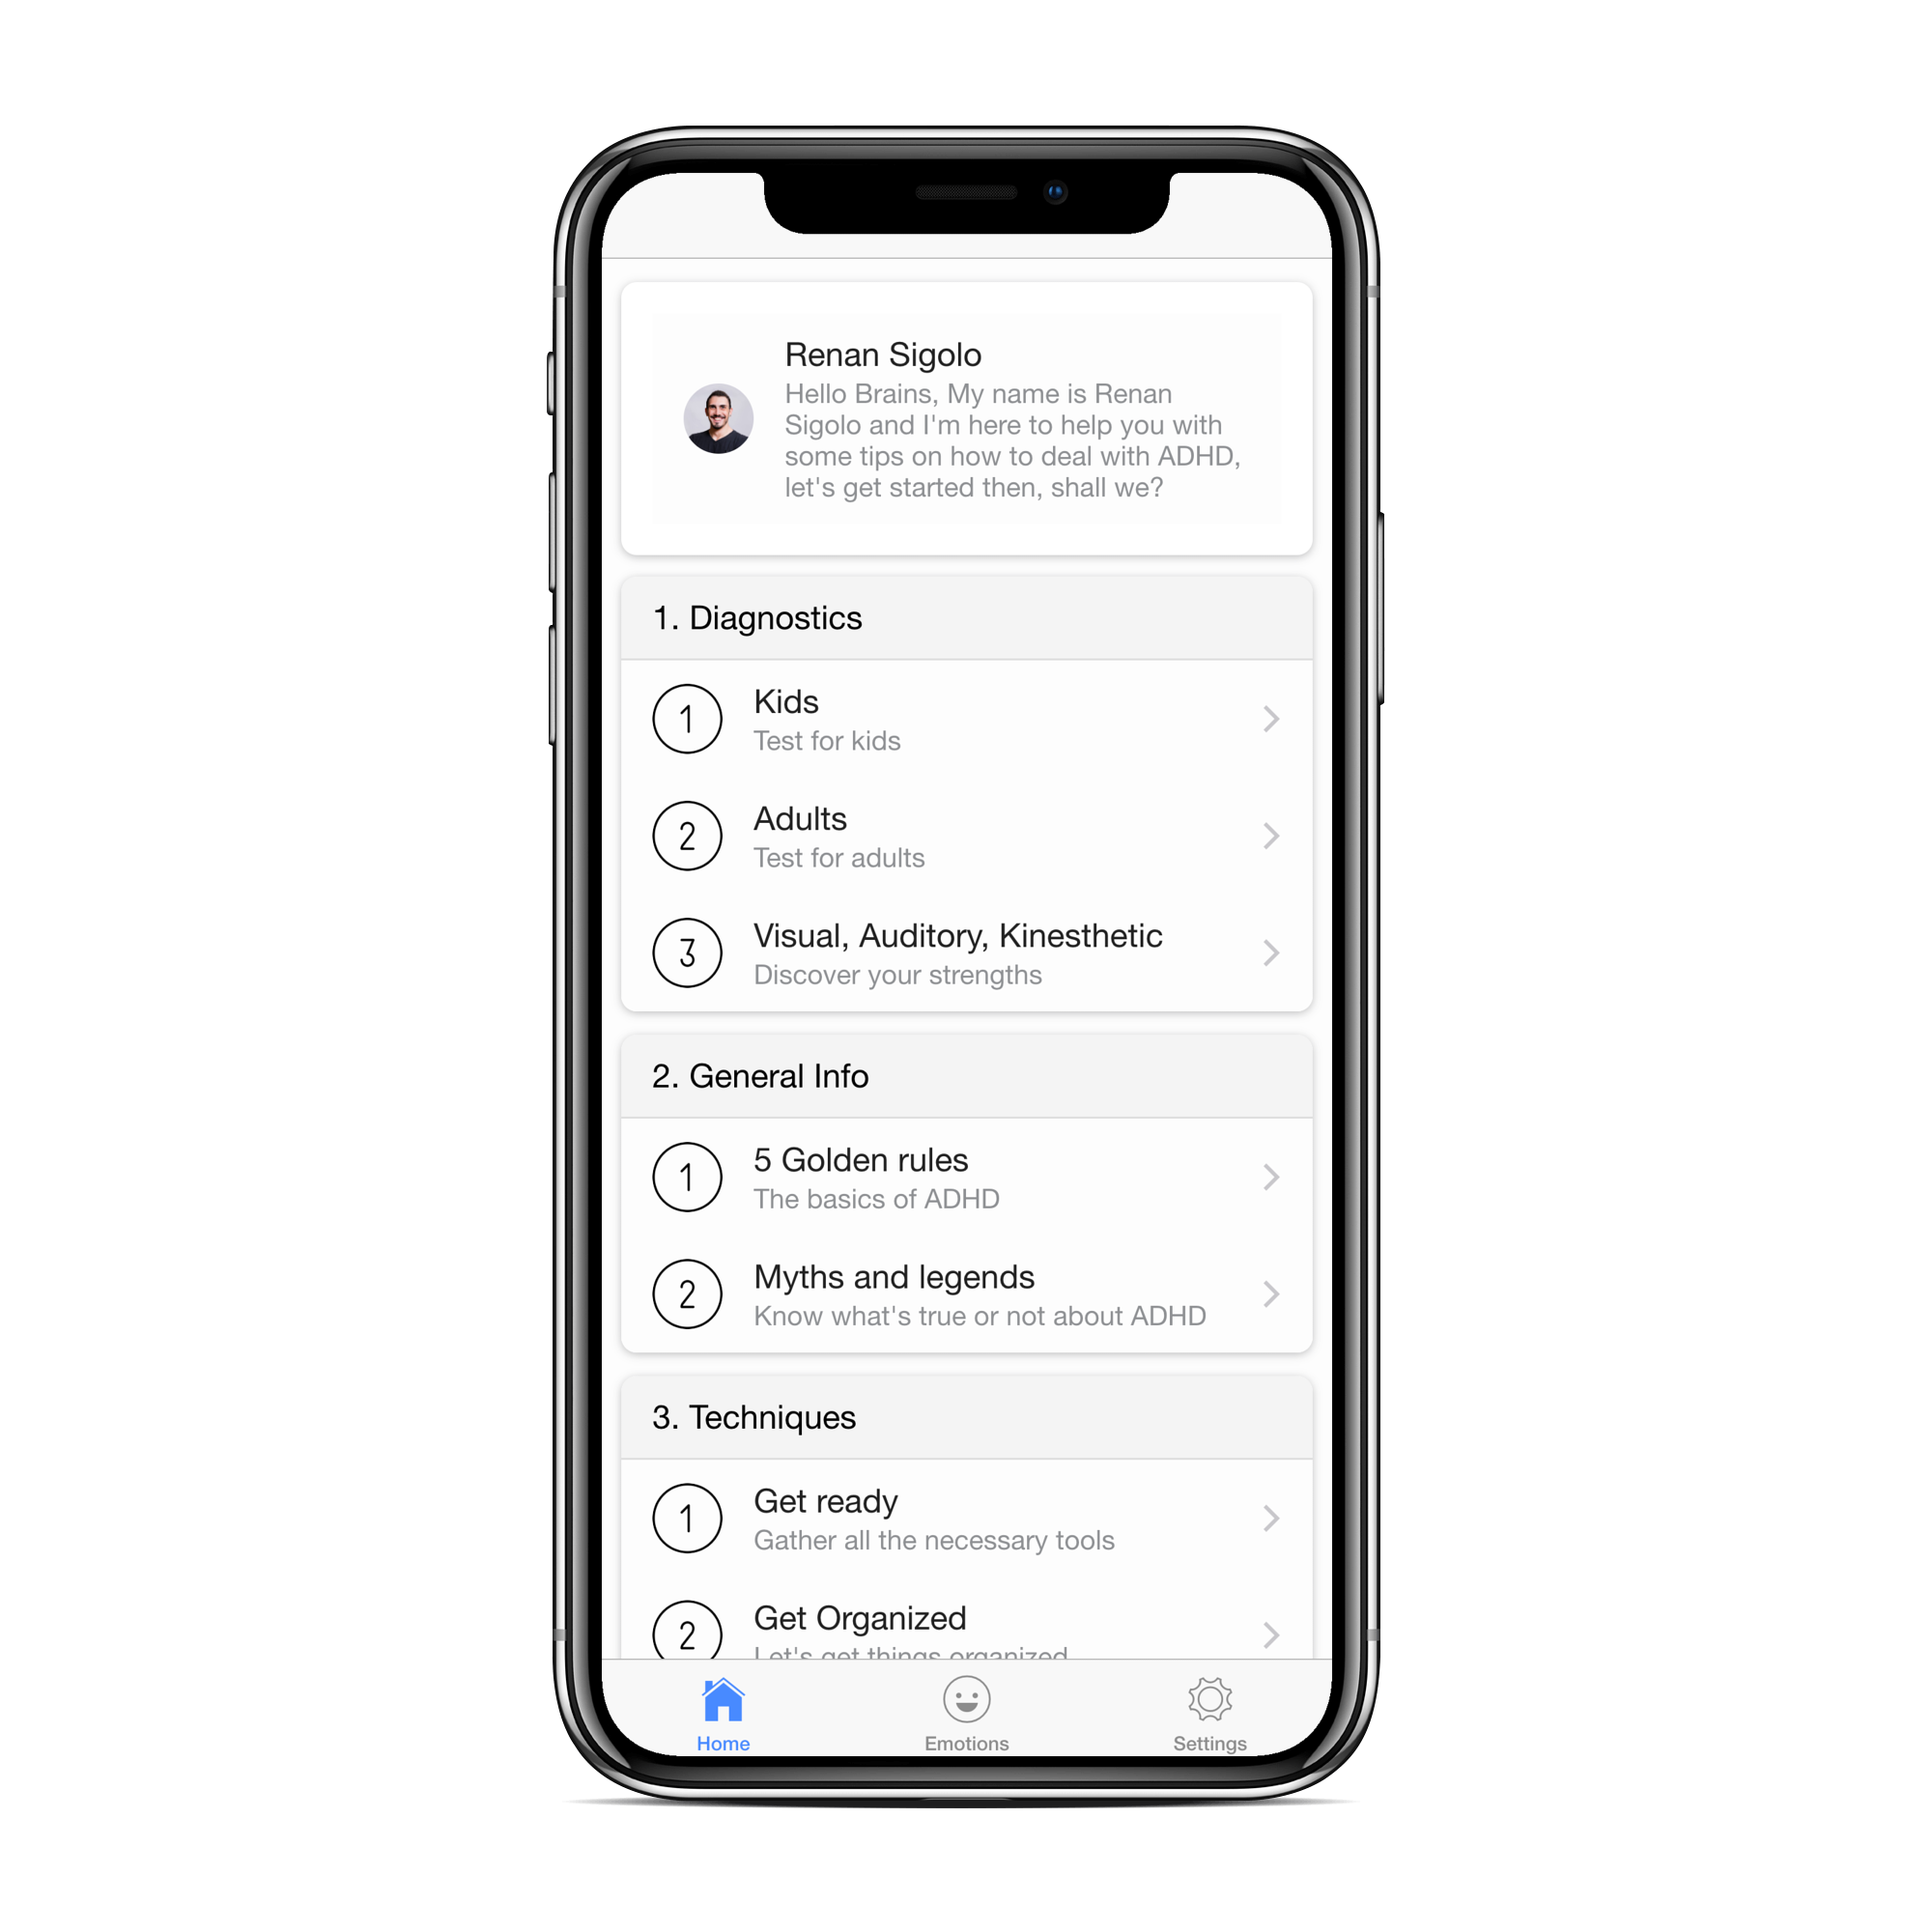 Renan Sigolo
Hello Brains, My name is Renan
Sigolo and I'm here to help you with
some tips on how to deal with ADHD,
let's get started then, shall we?
1. Diagnostics
1
Kids
Test for kids
2
Adults
Test for adults
3
Visual, Auditory, Kinesthetic
Discover your strengths
2. General Info
1
5 Golden rules
The basics of ADHD
2
Myths and legends
Know what's true or not about ADHD
3. Techniques
1
Get ready
Gather all the necessary tools
2
Get Organized
Let's get things organized
Home
Emotions
Settings